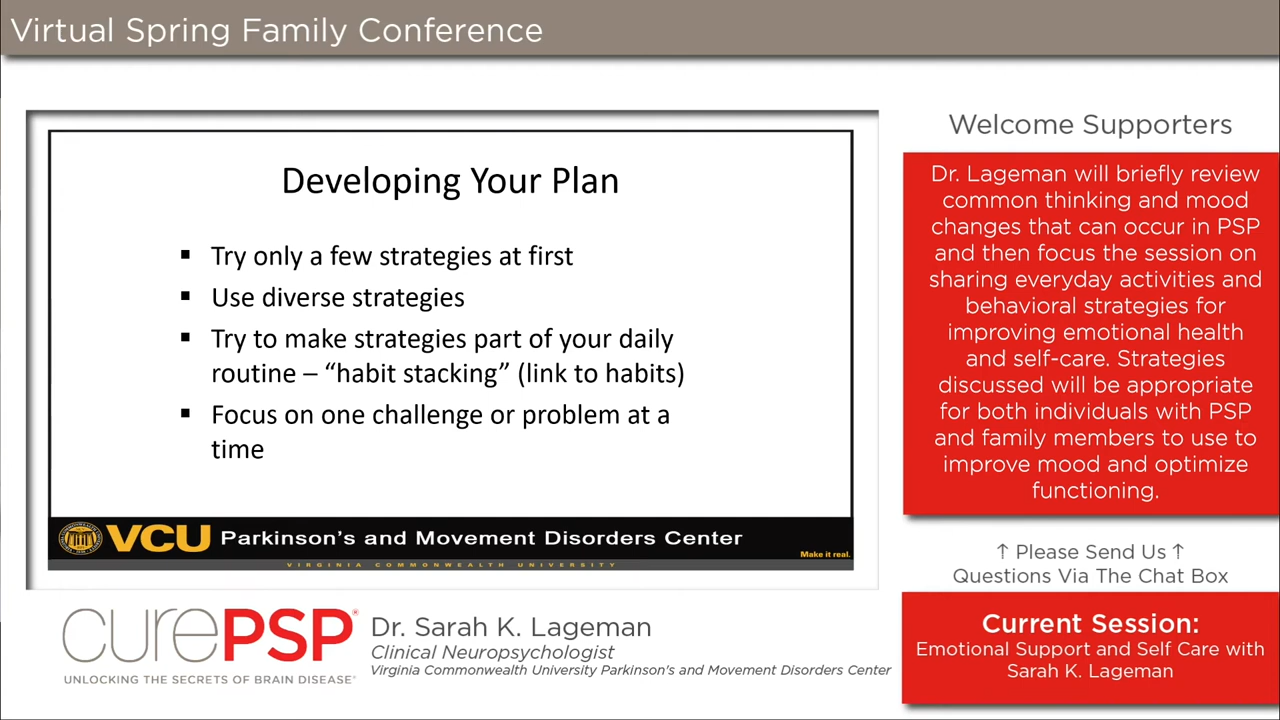 Virtual Spring Family Conference
Developing Your Plan
Try only a few strategies at first
Use diverse strategies
Try to make strategies part of your daily
routine – “habit stacking” (link to habits)
Focus on one challenge or problem at a
time
VCU Parkinson's and Movement Disorders Center
Make it real.
VIRGINIA COMMONWEALTH UNIVERSITY
curePSP®
UNLOCKING THE SECRETS OF BRAIN DISEASE®
Dr. Sarah K. Lageman
Clinical Neuropsychologist
Virginia Commonwealth University Parkinson's and Movement Disorders Center
Welcome Supporters
Dr. Lageman will briefly review
common thinking and mood
changes that can occur in PSP
and then focus the session on
sharing everyday activities and
behavioral strategies for
improving emotional health
and self-care. Strategies
discussed will be appropriate
for both individuals with PSP
and family members to use to
improve mood and optimize
functioning.
↑ Please Send Us ↑
Questions Via The Chat Box
Current Session:
Emotional Support and Self Care with
Sarah K. Lageman